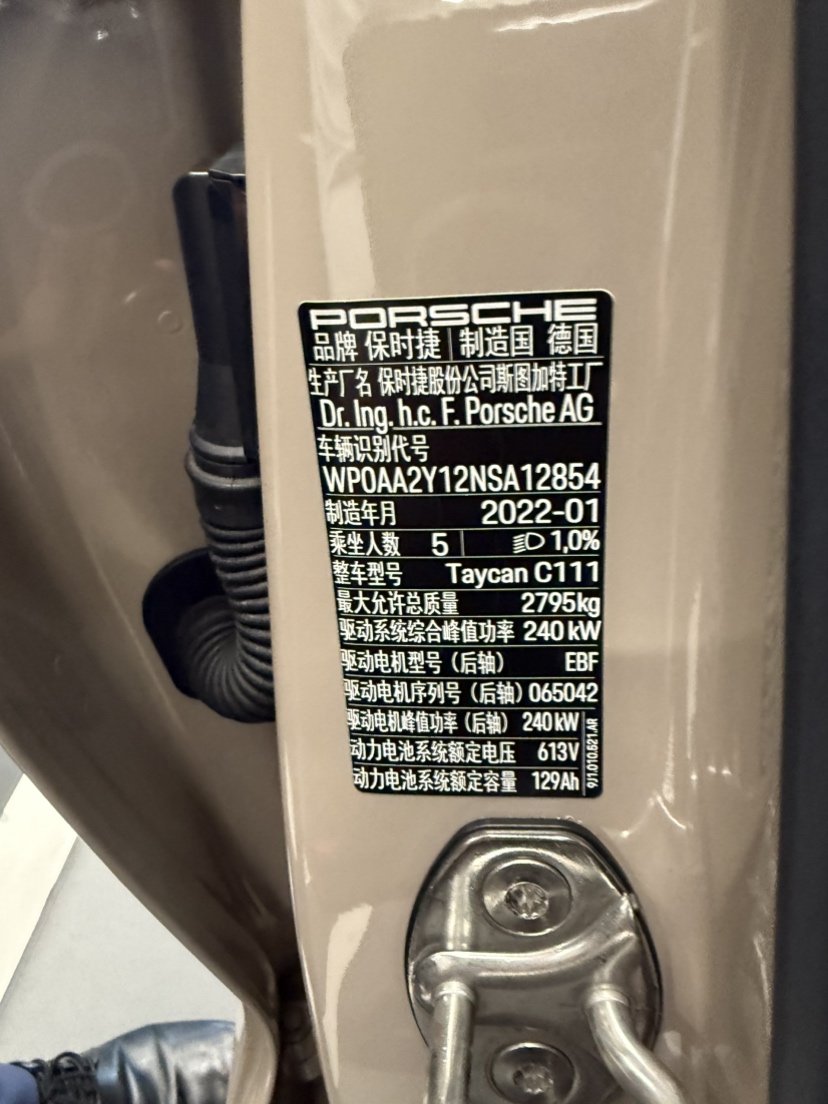 PORSCHE
品牌 保时捷 制造国 德国
生产厂名 保时捷股份公司斯图加特工厂
Dr. Ing. h.c. F. Porsche AG
车辆识别代号
WP0AA2Y12NSA12854
制造年月 2022-01
乘坐人数 5 1,0%
整车型号 Taycan C111
最大允许总质量 2795kg
驱动系统综合峰值功率 240 kW
驱动电机型号（后轴） EBF
驱动电机序列号（后轴）065042
驱动电机峰值功率（后轴） 240 kW
动力电池系统额定电压 613V
动力电池系统额定容量 129Ah
9J1.010.621.AR